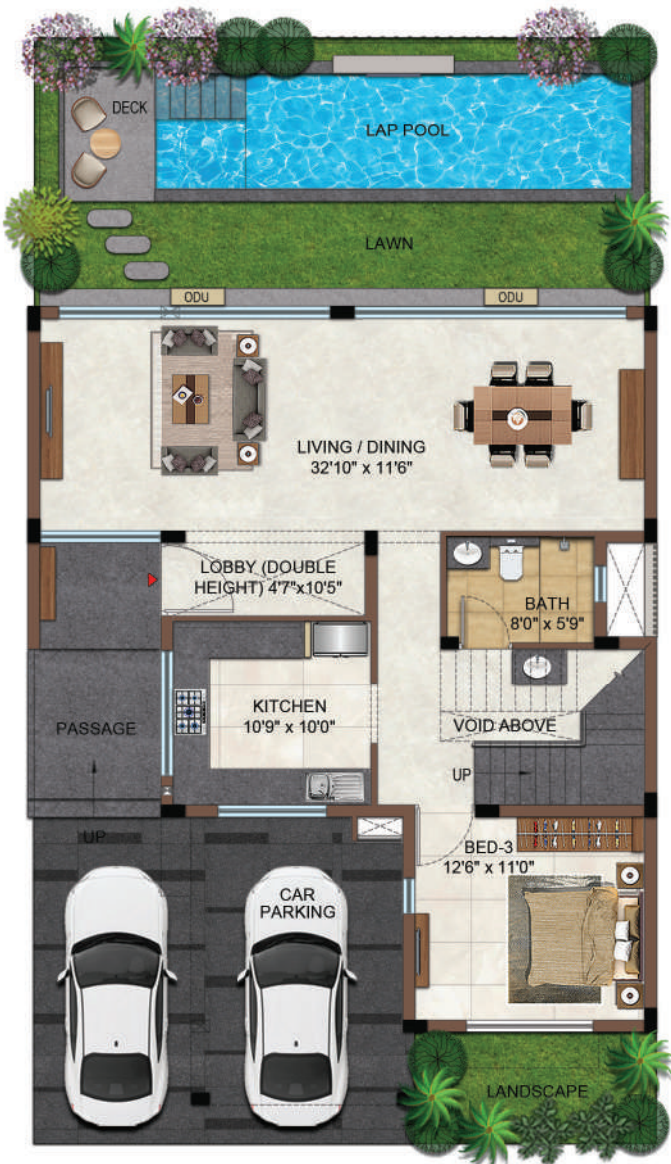 DECK
LAP POOL
LAWN
ODU
ODU
LIVING / DINING
32'10" x 11'6"
LOBBY (DOUBLE
HEIGHT) 4'7"x10'5"
BATH
8'0" x 5'9"
KITCHEN
10'9" x 10'0"
PASSAGE
VOID ABOVE
UP
UP
BED-3
12'6" x 11'0"
CAR
PARKING
LANDSCAPE